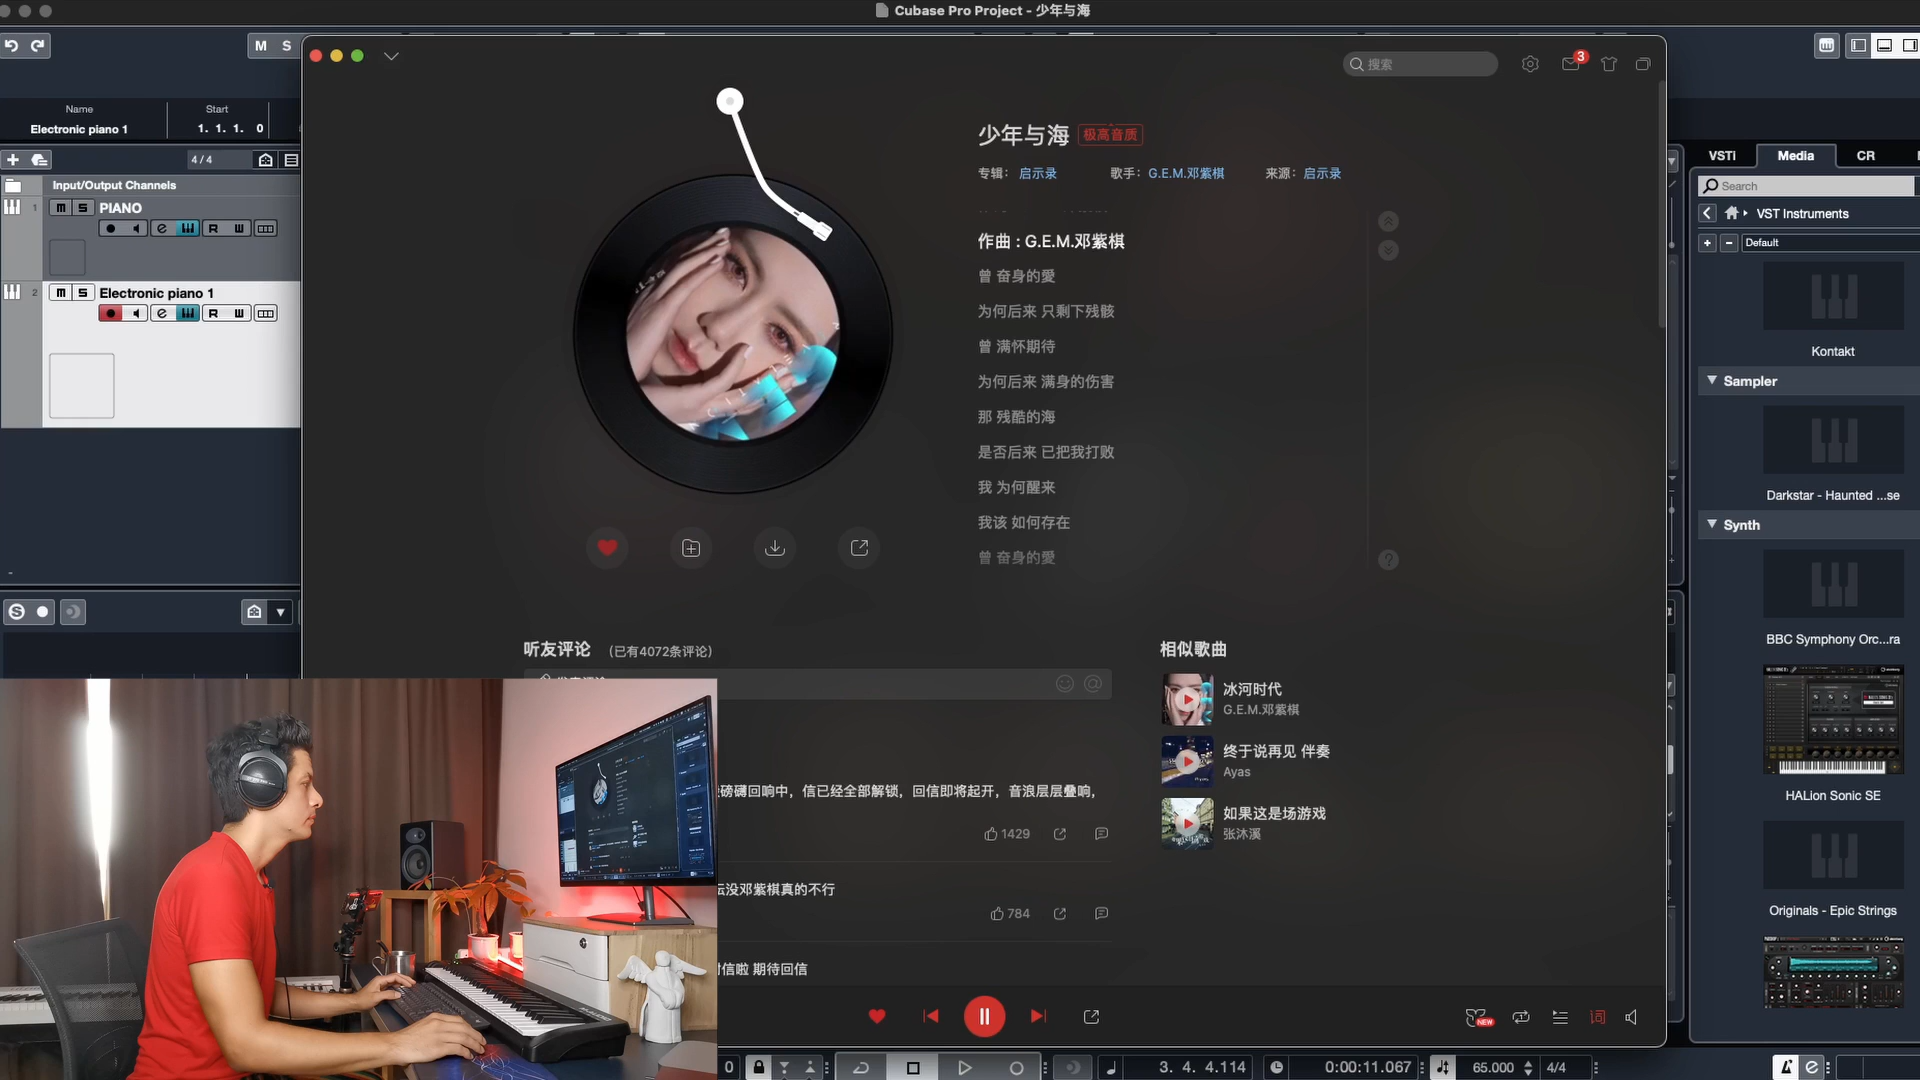 Cubase Pro Project - 少年与海
M S
搜索
3
Name Start
Electronic piano 1 1. 1. 1. 0
4/4
Input/Output Channels
1 m S PIANO
e R W
2 m S Electronic piano 1
e R W
少年与海 极高音质
专辑: 启示录 歌手: G.E.M.邓紫棋 来源: 启示录
作曲 : G.E.M.邓紫棋
曾 奋身的愛
为何后来 只剩下残骸
曾 满怀期待
为何后来 满身的伤害
那 残酷的海
是否后来 已把我打败
我 为何醒来
我该 如何存在
曾 奋身的愛
听友评论 (已有4072条评论)
磅礴回响中，信已经全部解锁，回信即将起开，音浪层层叠响，
1429
没邓紫棋真的不行
784
信啦 期待回信
相似歌曲
冰河时代
G.E.M.邓紫棋
终于说再见 伴奏
Ayas
如果这是场游戏
张沐溪
NEW
词
VSTi Media CR
Search
VST Instruments
Default
Kontakt
Sampler
Darkstar - Haunted ...se
Synth
BBC Symphony Orc...ra
HALion Sonic SE
Originals - Epic Strings
0 3. 4. 4.114 0:00:11.067 65.000 4/4